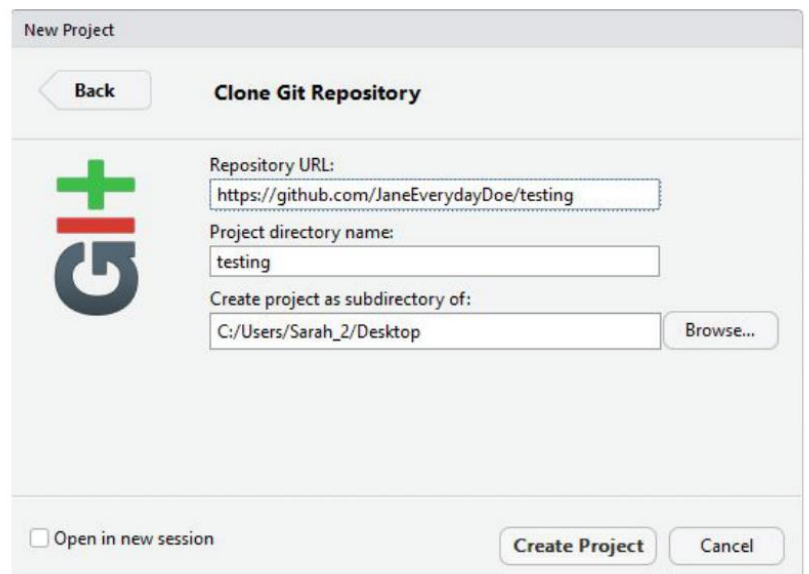 New Project
Back
Clone Git Repository
GIt
Repository URL:
https://github.com/JaneEverydayDoe/testing
Project directory name:
testing
Create project as subdirectory of:
C:/Users/Sarah_2/Desktop
Browse...
Open in new session
Create Project
Cancel